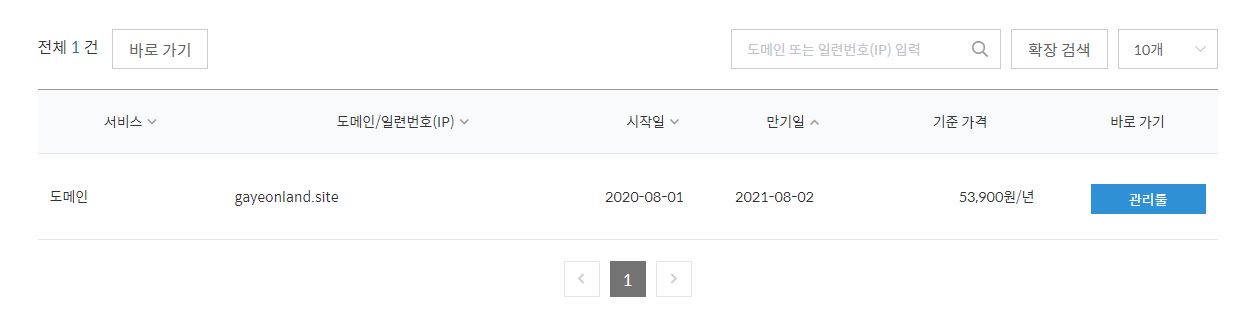 전체 1 건 바로 가기 도메인 또는 일련번호(IP) 입력 확장 검색 10개
서비스 도메인/일련번호(IP) 시작일 만기일 기준 가격 바로 가기
도메인 gayeonland.site 2020-08-01 2021-08-02 53,900원/년 관리툴
1